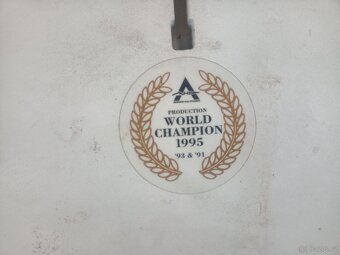 PRODUCTION
WORLD
CHAMPION
1995
'93 & '91